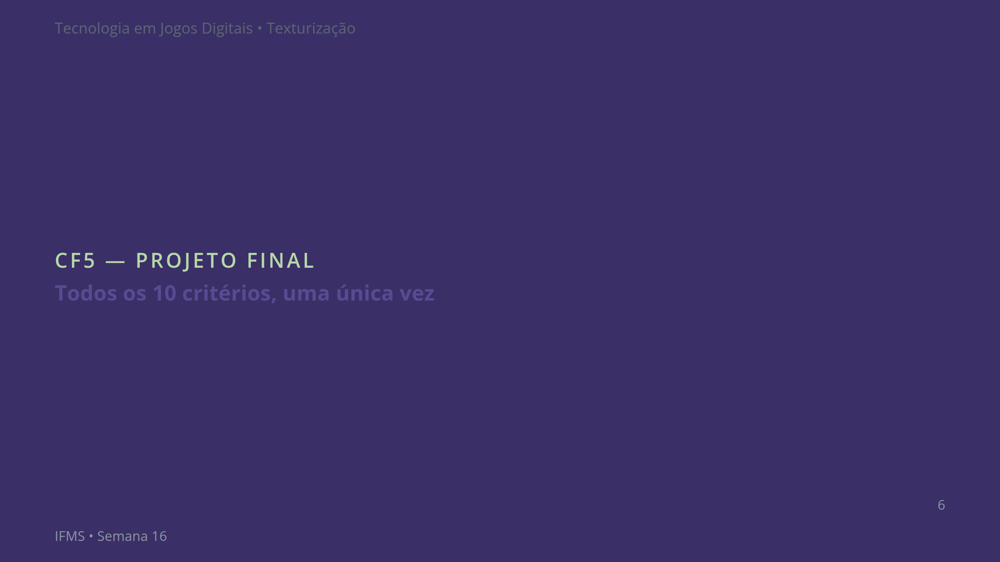 Tecnologia em Jogos Digitais • Texturização
CF5 — PROJETO FINAL
Todos os 10 critérios, uma única vez
6
IFMS • Semana 16